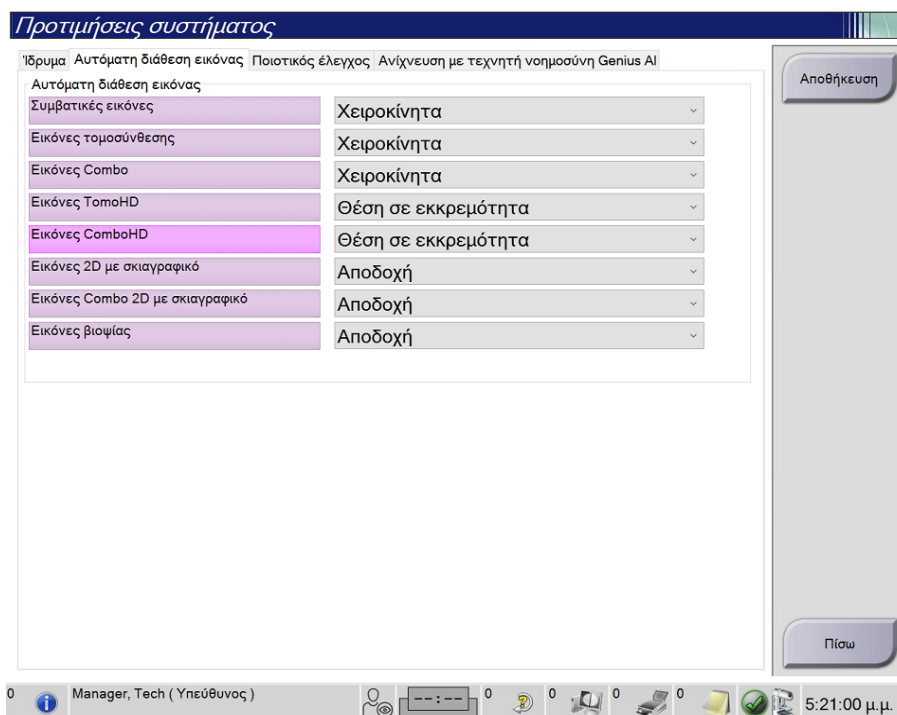 Προτιμήσεις συστήματος
Ίδρυμα Αυτόματη διάθεση εικόνας Ποιοτικός έλεγχος Ανίχνευση με τεχνητή νοημοσύνη Genius AI
Αποθήκευση
Αυτόματη διάθεση εικόνας
Συμβατικές εικόνες Χειροκίνητα
Εικόνες τομοσύνθεσης Χειροκίνητα
Εικόνες Combo Χειροκίνητα
Εικόνες TomoHD Θέση σε εκκρεμότητα
Εικόνες ComboHD Θέση σε εκκρεμότητα
Εικόνες 2D με σκιαγραφικό Αποδοχή
Εικόνες Combo 2D με σκιαγραφικό Αποδοχή
Εικόνες βιοψίας Αποδοχή
Πίσω
0 Manager, Tech ( Υπεύθυνος ) --:-- 0 0 0 0 5:21:00 μ.μ.